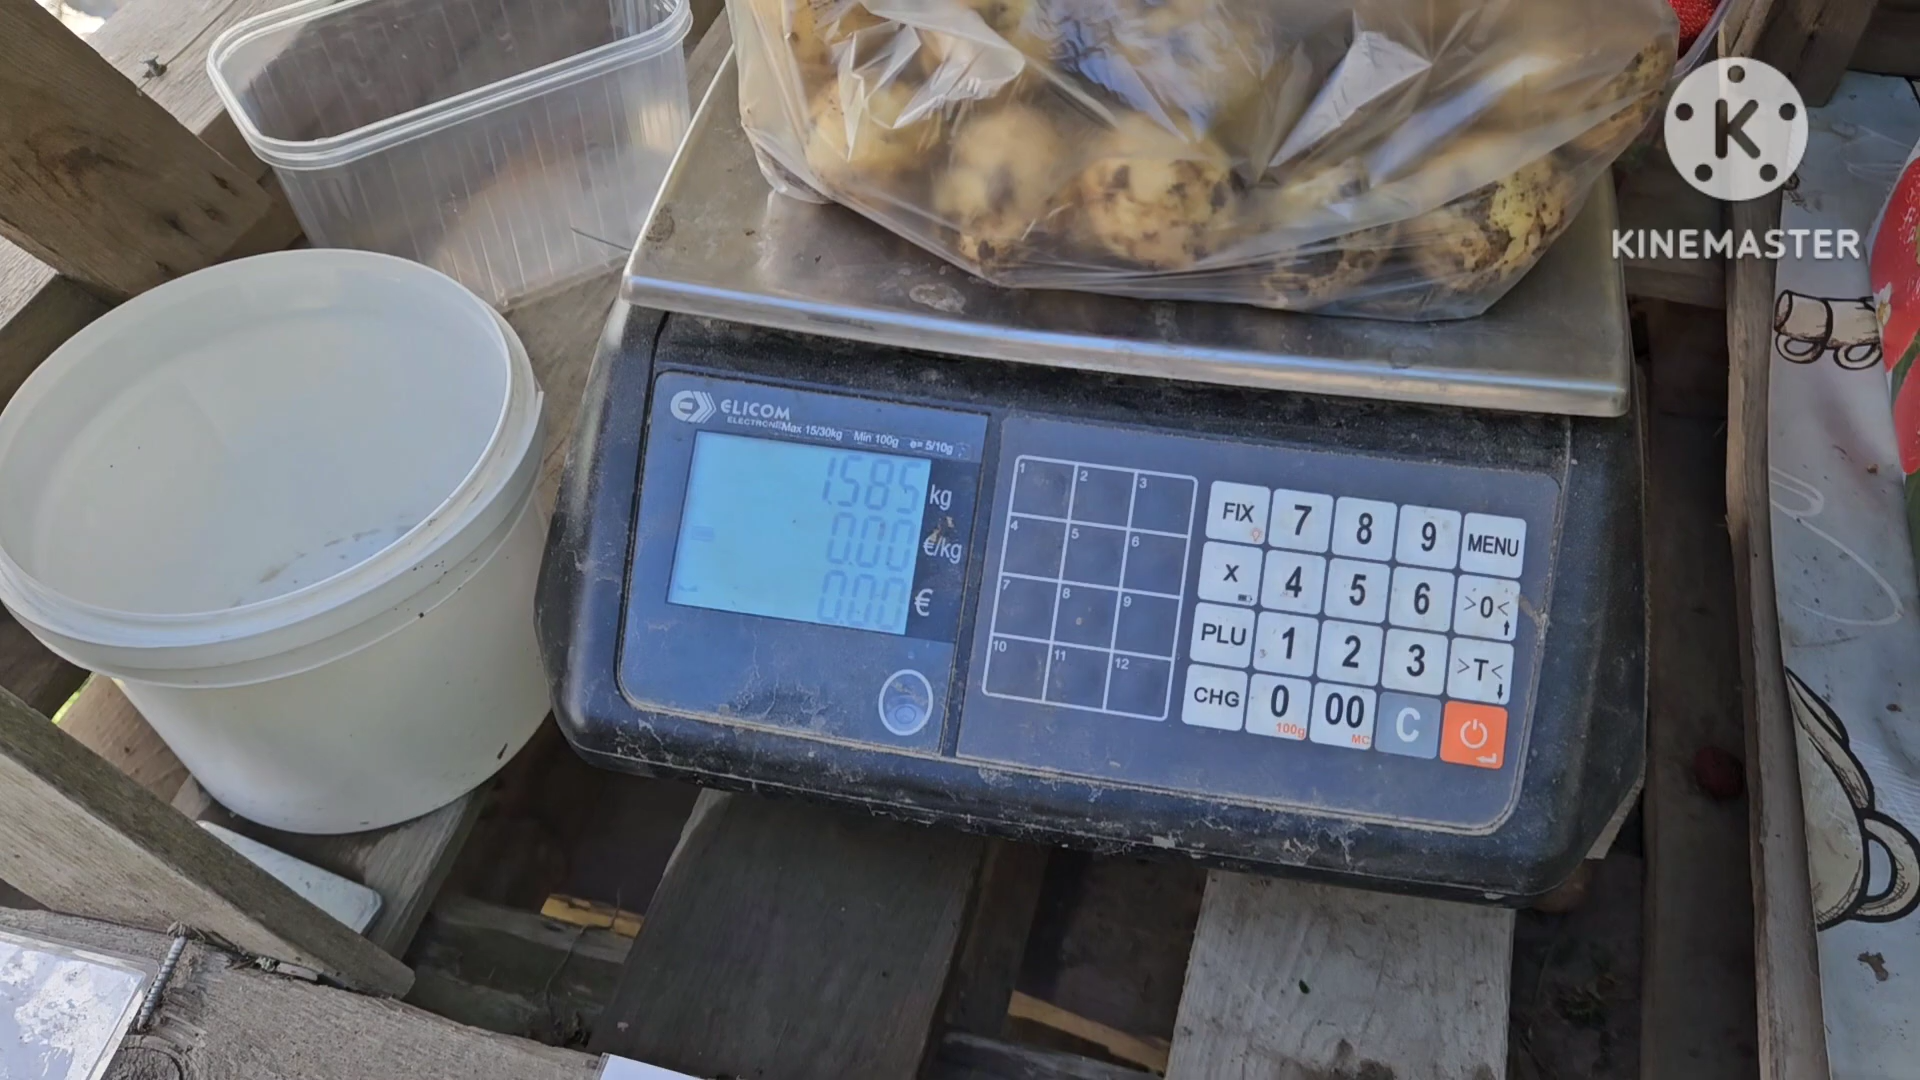 KINEMASTER
ELICOM
ELECTRONIC
Max 15/30kg Min 100g e= 5/10g
1.585 kg
0.00 €/kg
0.00 €
1 2 3
4 5 6
7 8 9
10 11 12
FIX 7 8 9 MENU
X 4 5 6 >0<
PLU 1 2 3 >T<
CHG 0 00 C
100g MC